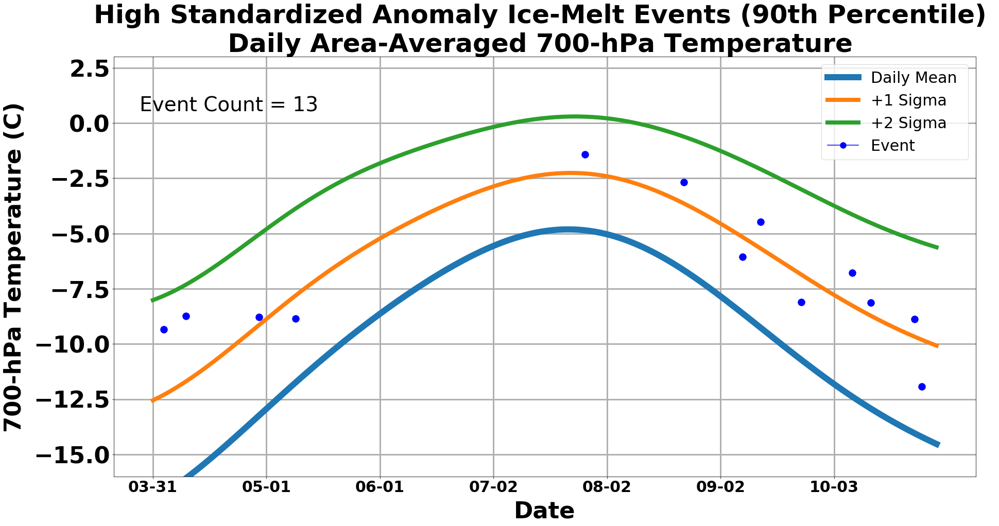 High Standardized Anomaly Ice-Melt Events (90th Percentile)
Daily Area-Averaged 700-hPa Temperature
700-hPa Temperature (C)
2.5
0.0
−2.5
−5.0
−7.5
−10.0
−12.5
−15.0
Event Count = 13
Daily Mean
+1 Sigma
+2 Sigma
Event
03-31
05-01
06-01
07-02
08-02
09-02
10-03
Date